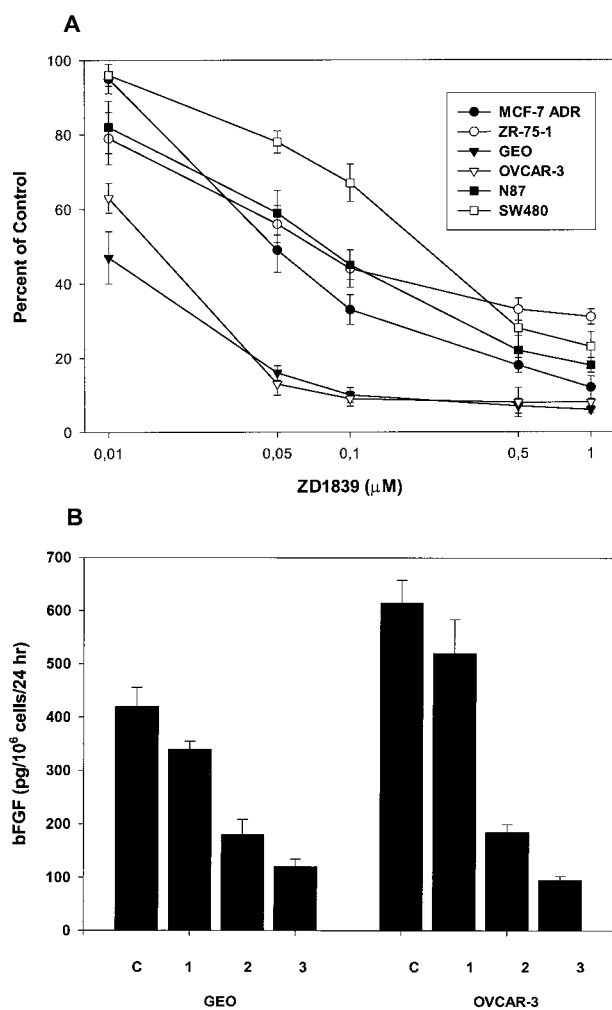 A
Percent of Control
100
80
60
40
20
0
MCF-7 ADR
ZR-75-1
GEO
OVCAR-3
N87
SW480
0,01 0,05 0,1 0,5 1
ZD1839 (μM)
B
bFGF (pg/10⁶ cells/24 hr)
700
600
500
400
300
200
100
0
C 1 2 3 C 1 2 3
GEO OVCAR-3